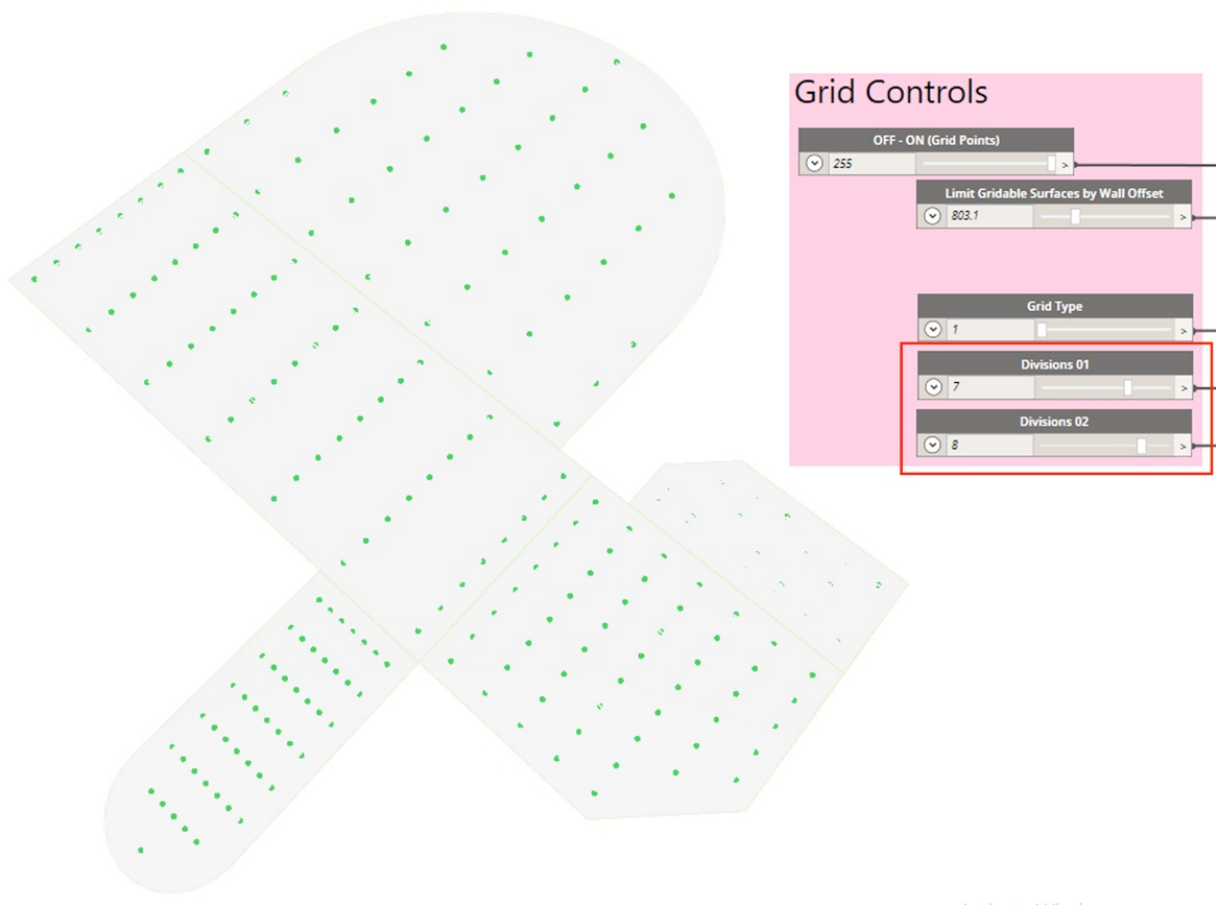 Grid Controls
OFF - ON (Grid Points)
255
Limit Gridable Surfaces by Wall Offset
803.1
Grid Type
1
Divisions 01
7
Divisions 02
8